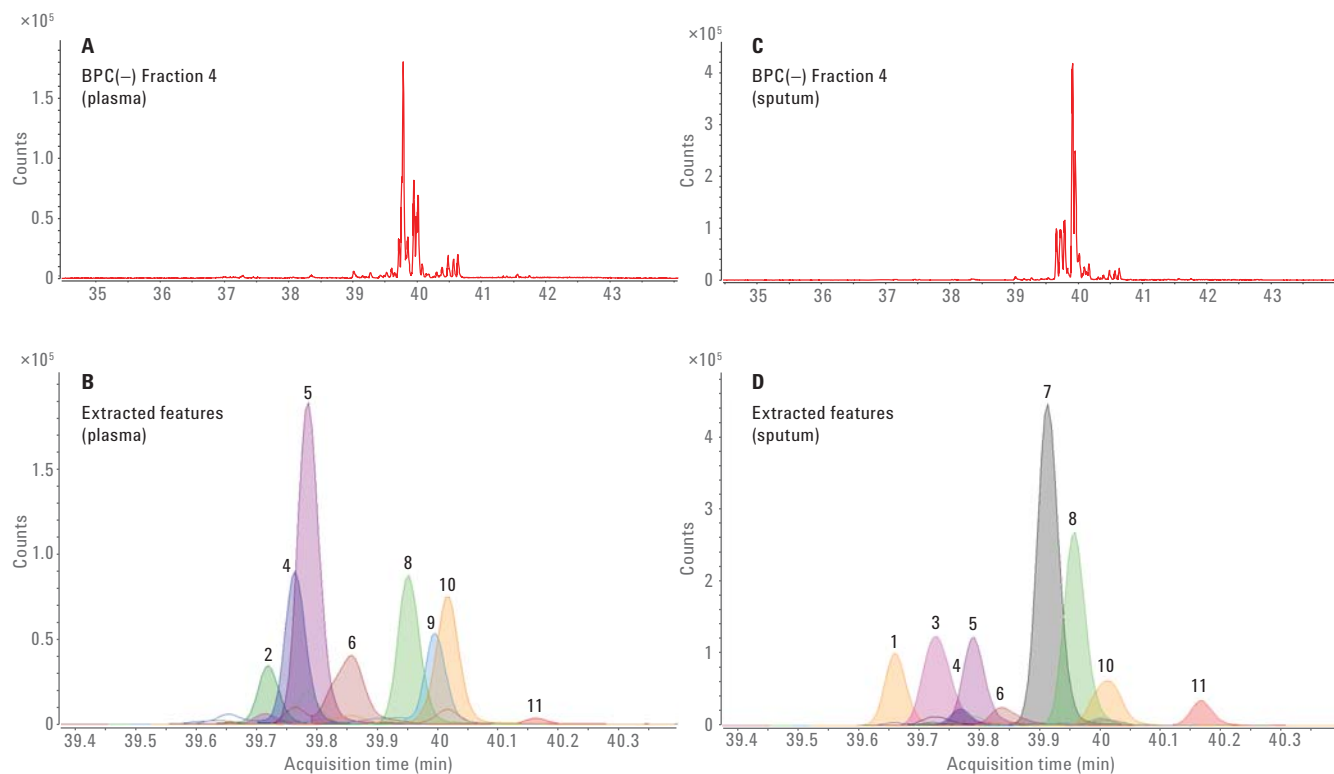 ×10⁵
A
BPC(–) Fraction 4
(plasma)
1.5
1.0
0.5
0
Counts
35 36 37 38 39 40 41 42 43
×10⁵
C
BPC(–) Fraction 4
(sputum)
4
3
2
1
0
Counts
35 36 37 38 39 40 41 42 43
×10⁵
B
Extracted features
(plasma)
1.5
1.0
0.5
0
Counts
2
4
5
6
8
9
10
11
39.4 39.5 39.6 39.7 39.8 39.9 40 40.1 40.2 40.3
Acquisition time (min)
×10⁵
D
Extracted features
(sputum)
4
3
2
1
0
Counts
1
3
4
5
6
7
8
10
11
39.4 39.5 39.6 39.7 39.8 39.9 40 40.1 40.2 40.3
Acquisition time (min)